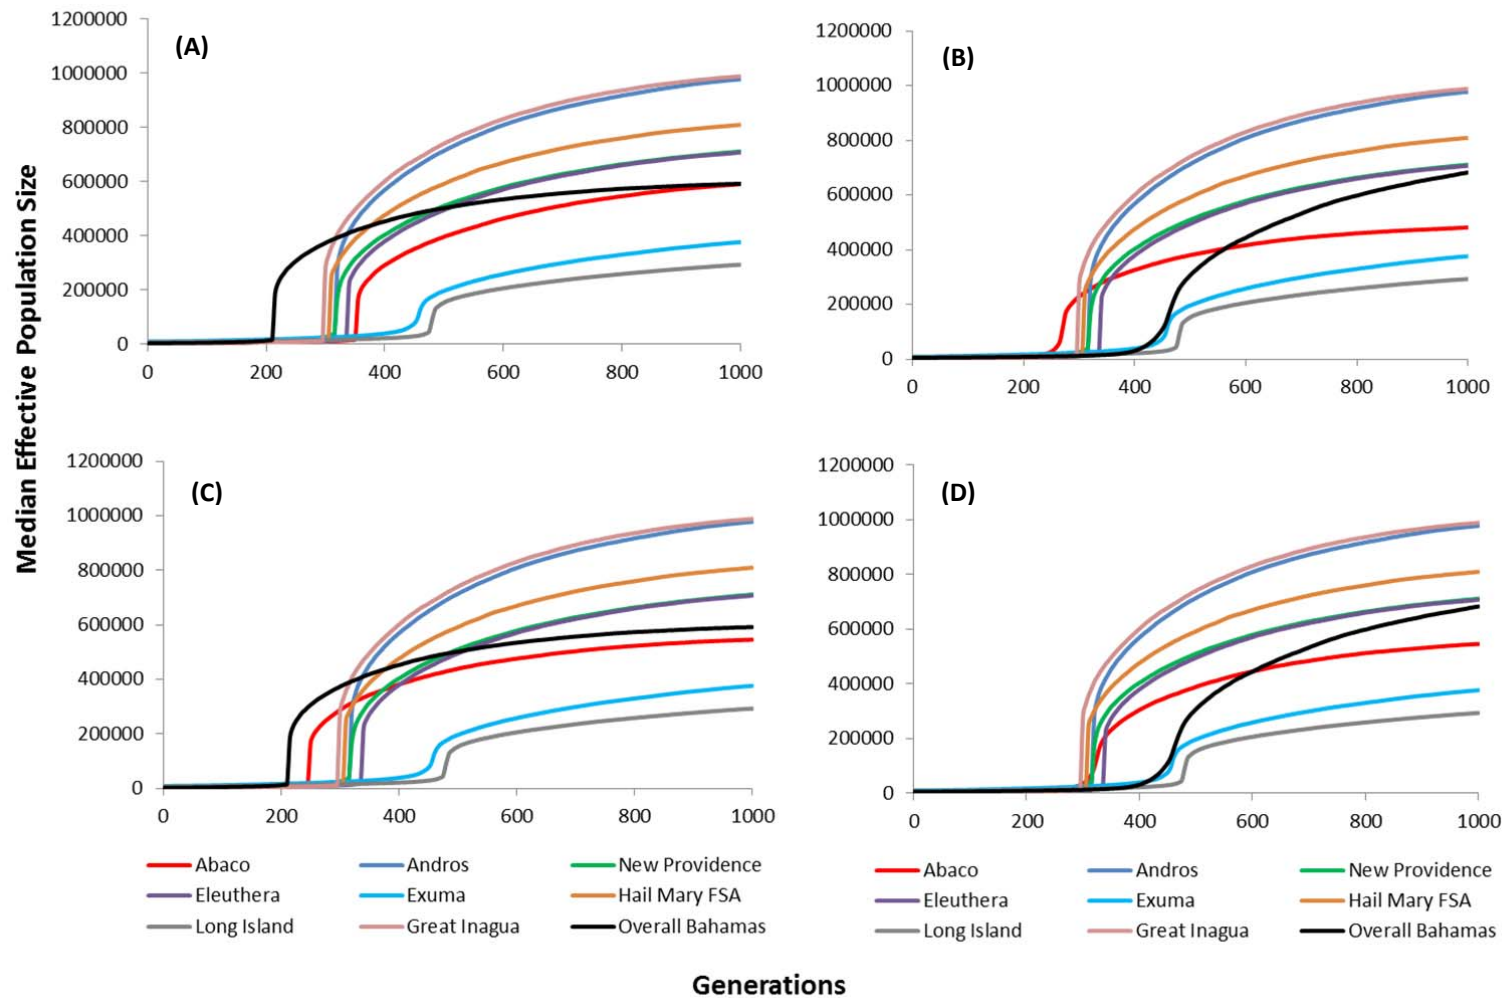 Median Effective Population Size
(A)
1200000
1000000
800000
600000
400000
200000
0
0 200 400 600 800 1000
(B)
1200000
1000000
800000
600000
400000
200000
0
0 200 400 600 800 1000
(C)
1200000
1000000
800000
600000
400000
200000
0
0 200 400 600 800 1000
Abaco Andros New Providence
Eleuthera Exuma Hail Mary FSA
Long Island Great Inagua Overall Bahamas
(D)
1200000
1000000
800000
600000
400000
200000
0
0 200 400 600 800 1000
Abaco Andros New Providence
Eleuthera Exuma Hail Mary FSA
Long Island Great Inagua Overall Bahamas
Generations